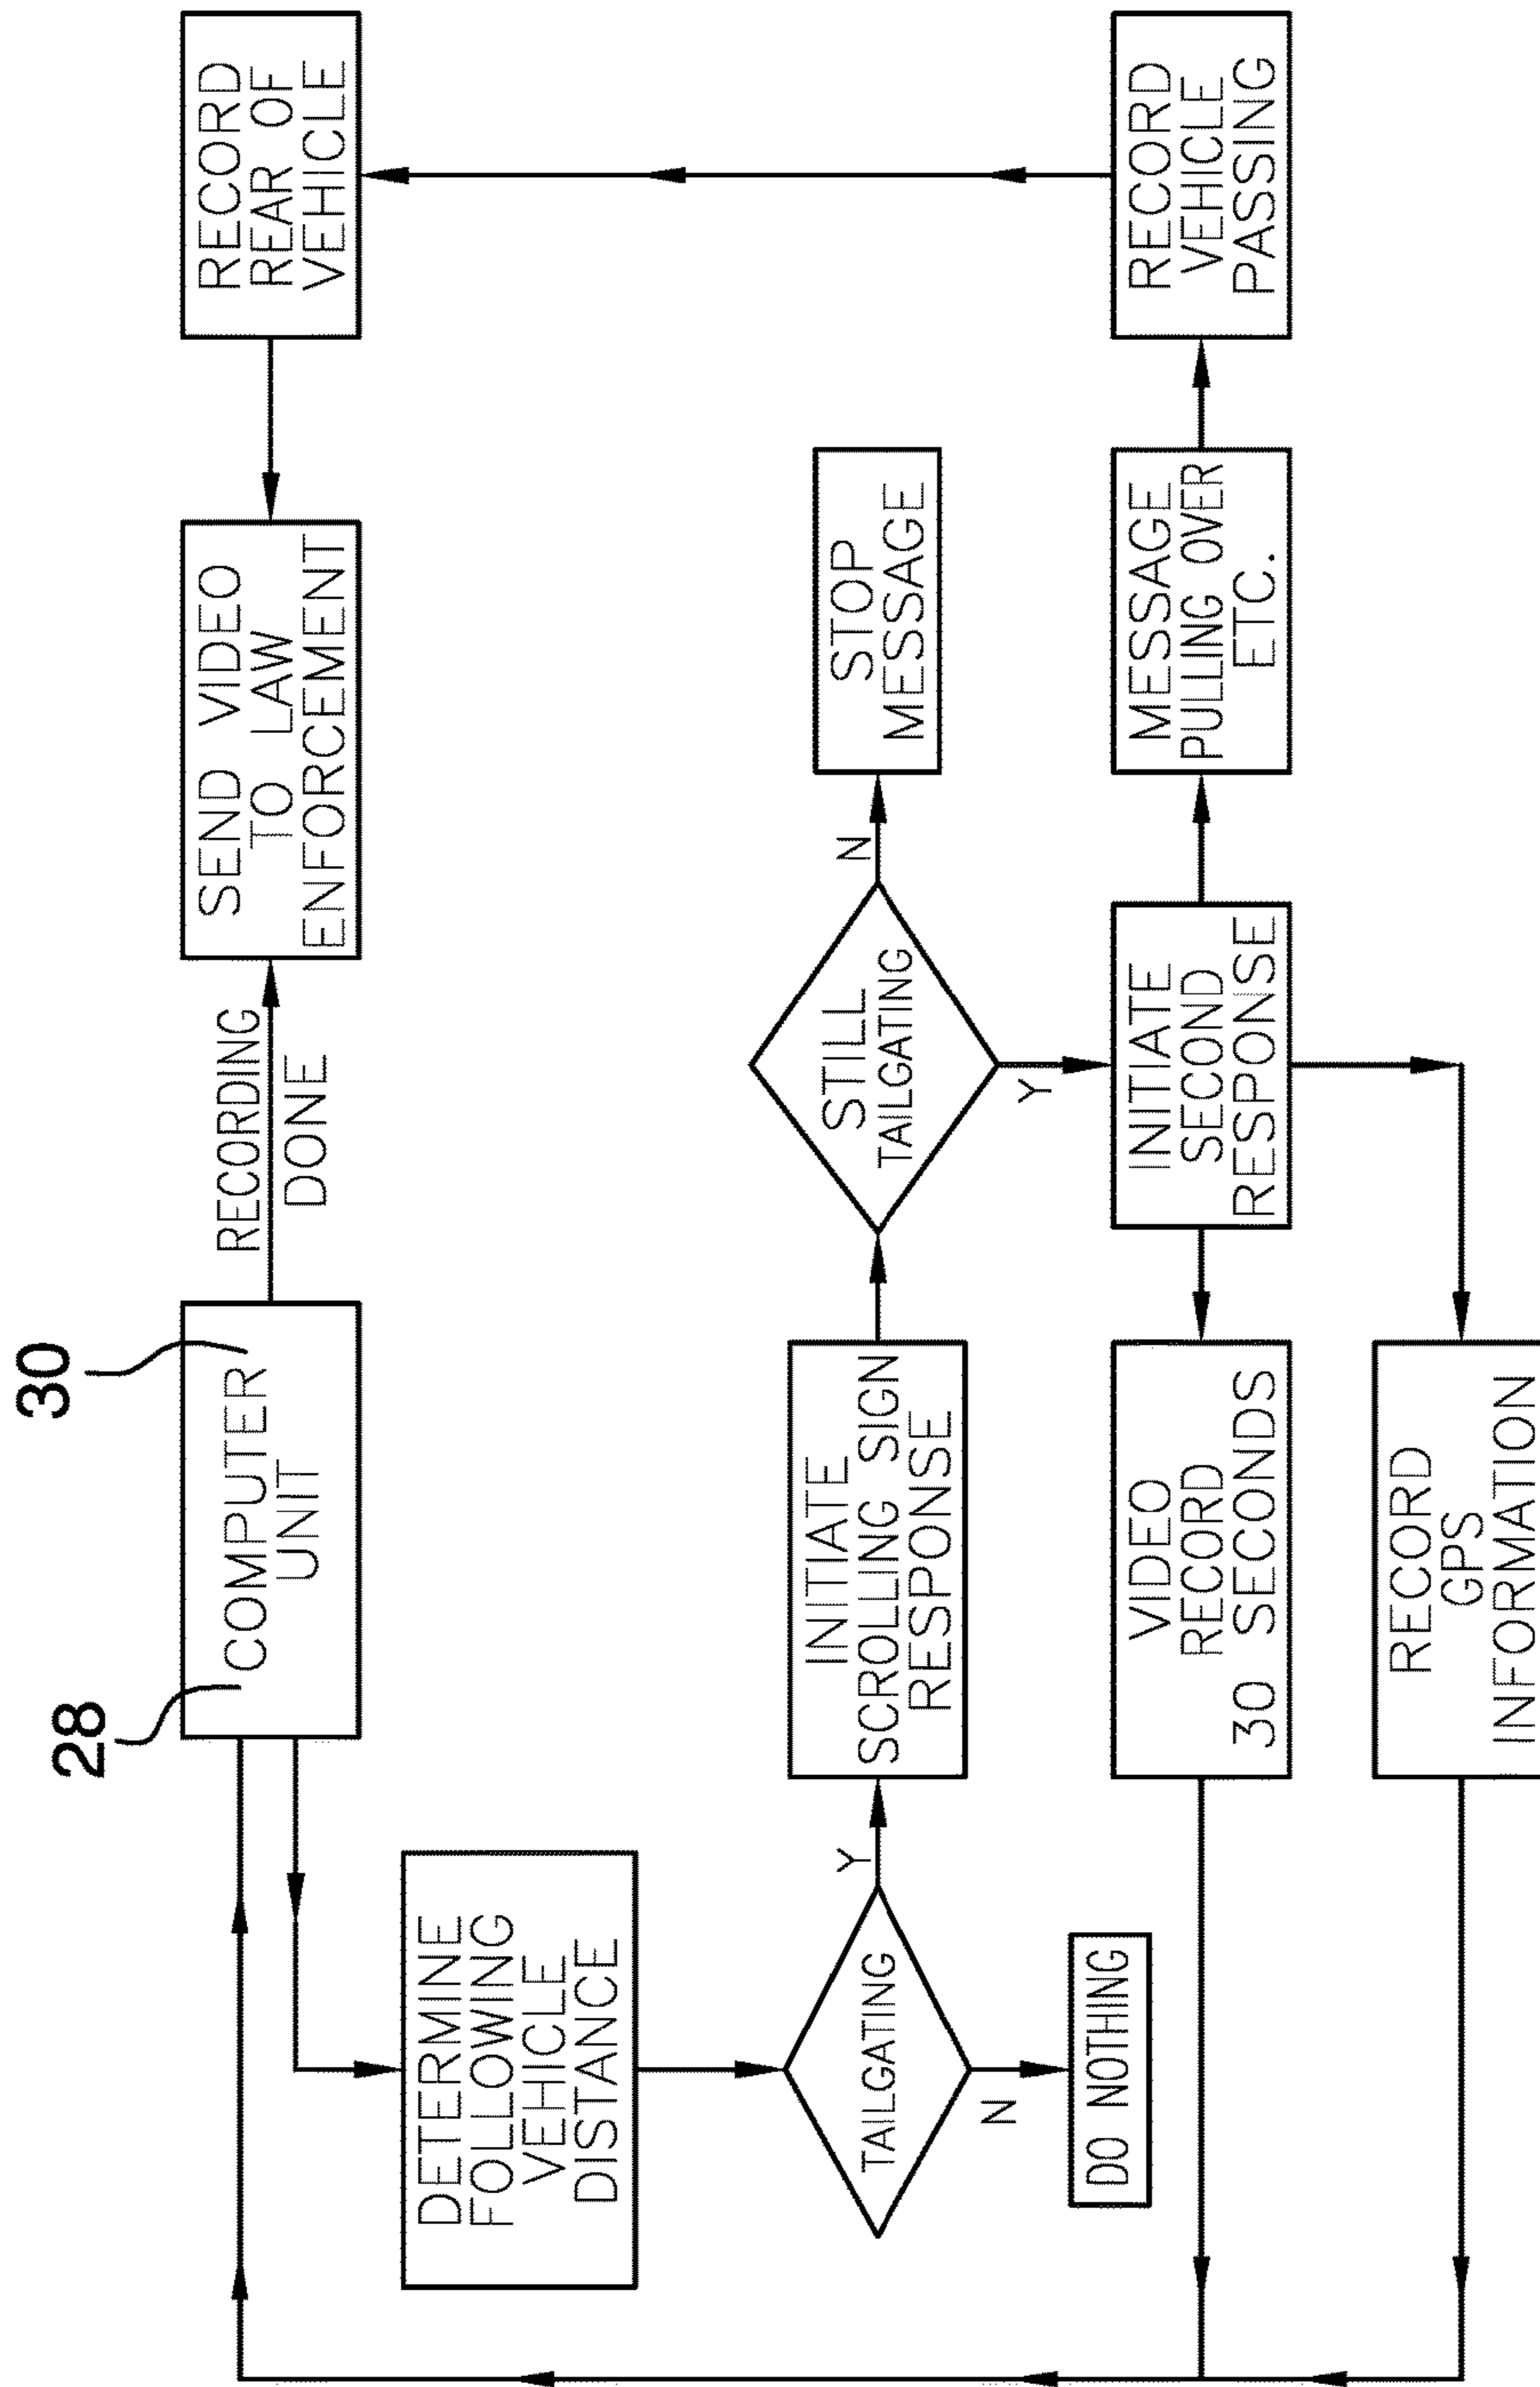 30
28
COMPUTER
UNIT
RECORDING
DONE
SEND VIDEO
TO LAW
ENFORCEMENT
RECORD
REAR OF
VEHICLE
DETERMINE
FOLLOWING
VEHICLE
DISTANCE
TAILGATING
Y
N
DO NOTHING
INITIATE
SCROLLING SIGN
RESPONSE
STILL
TAILGATING
N
Y
STOP
MESSAGE
INITIATE
SECOND
RESPONSE
MESSAGE
PULLING OVER
ETC.
RECORD
VEHICLE
PASSING
VIDEO
RECORD
30 SECONDS
RECORD
GPS
INFORMATION